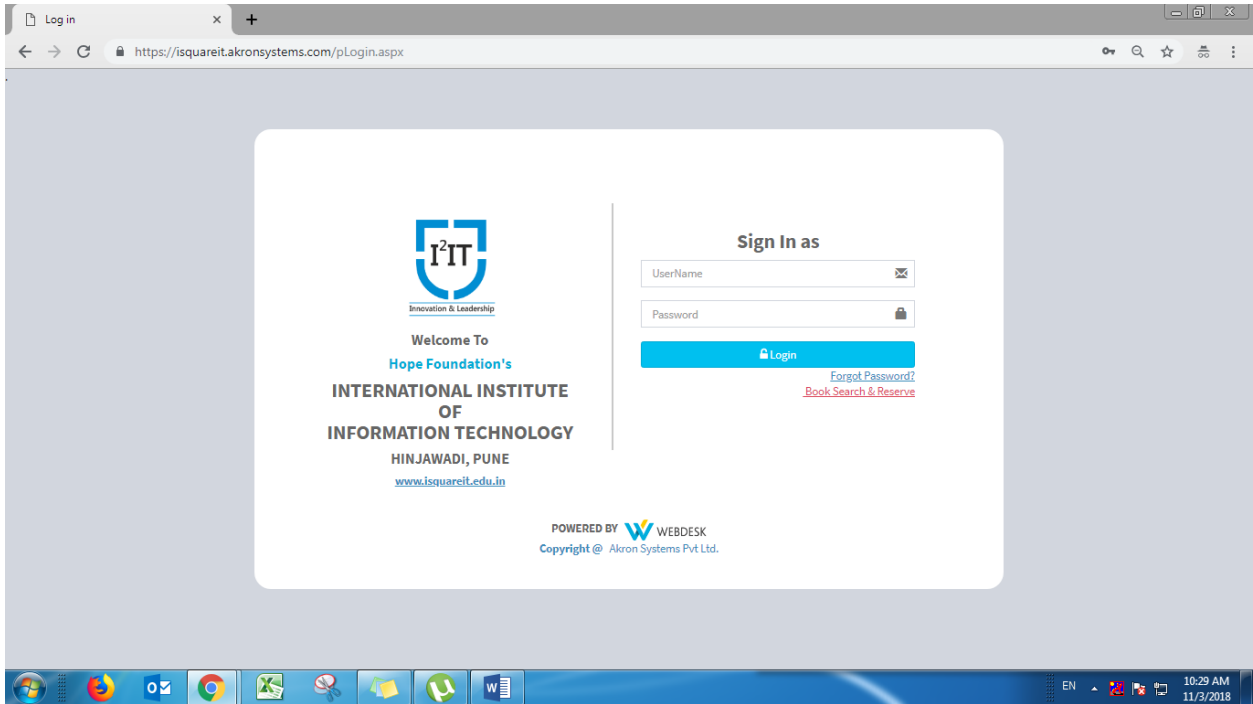 Log in
https://isquareit.akronsystems.com/pLogin.aspx
I²IT
Innovation & Leadership
Welcome To
Hope Foundation's
INTERNATIONAL INSTITUTE
OF
INFORMATION TECHNOLOGY
HINJAWADI, PUNE
www.isquareit.edu.in
Sign In as
UserName
Password
Login
Forgot Password?
Book Search & Reserve
POWERED BY WEBDESK
Copyright @ Akron Systems Pvt Ltd.
EN
10:29 AM
11/3/2018